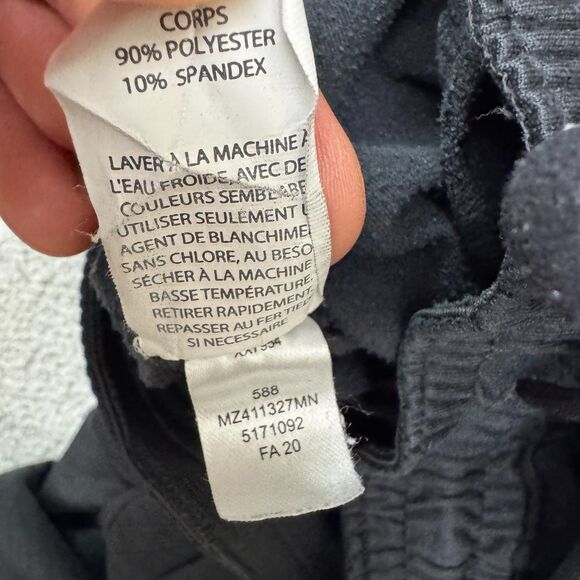 CORPS
90% POLYESTER
10% SPANDEX
LAVER À LA MACHINE
L'EAU FROIDE, AVEC DE
COULEURS SEMBLABE
UTILISER SEULEMENT
AGENT DE BLANCHIME
SANS CHLORE, AU BESO
SÉCHER À LA MACHINE
BASSE TEMPÉRATURE
RETIRER RAPIDEMENT
REPASSER AU FER TIÉD
SI NÉCESSAIRE
588
MZ411327MN
5171092
FA 20